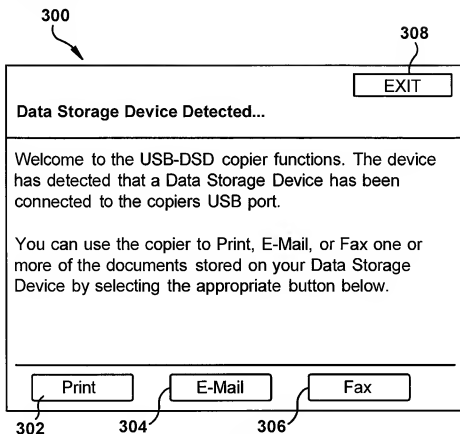 300
308
EXIT
Data Storage Device Detected...
Welcome to the USB-DSD copier functions. The device
has detected that a Data Storage Device has been
connected to the copiers USB port.
You can use the copier to Print, E-Mail, or Fax one or
more of the documents stored on your Data Storage
Device by selecting the appropriate button below.
Print E-Mail Fax
302 304 306